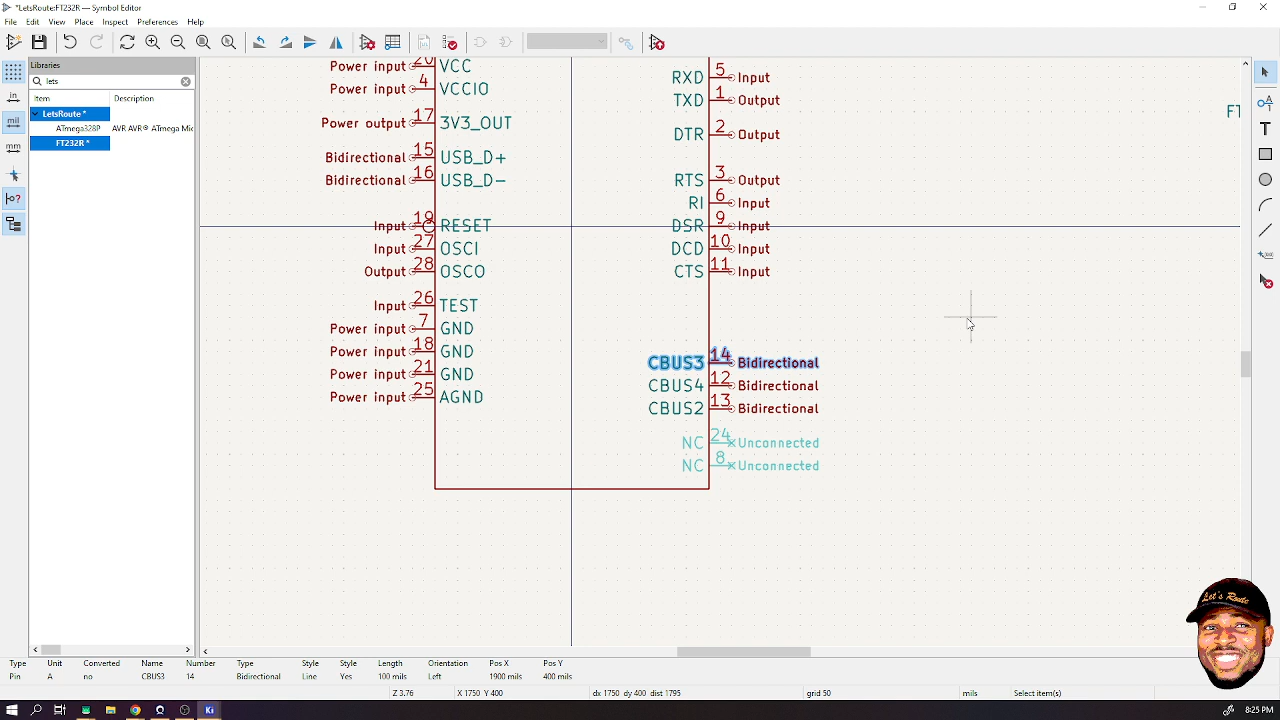 *LetsRoute:FT232R — Symbol Editor
File Edit View Place Inspect Preferences Help
Libraries
lets
Item Description
LetsRoute *
ATmega328P AVR AVR® ATmega Mic
FT232R *
in
mil
mm
Power input 20 VCC
Power input 4 VCCIO
Power output 17 3V3_OUT
Bidirectional 15 USB_D+
Bidirectional 16 USB_D-
Input 19 RESET
Input 27 OSCI
Output 28 OSCO
Input 26 TEST
Power input 7 GND
Power input 18 GND
Power input 21 GND
Power input 25 AGND
RXD 5 Input
TXD 1 Output
DTR 2 Output
RTS 3 Output
RI 6 Input
DSR 9 Input
DCD 10 Input
CTS 11 Input
CBUS3 14 Bidirectional
CBUS4 12 Bidirectional
CBUS2 13 Bidirectional
NC 24 Unconnected
NC 8 Unconnected
FT
Let's Route
Type Unit Converted Name Number Type Style Style Length Orientation Pos X Pos Y
Pin A no CBUS3 14 Bidirectional Line Yes 100 mils Left 1900 mils 400 mils
Z 3.76 X 1750 Y 400 dx 1750 dy 400 dist 1795 grid 50 mils Select item(s)
Ki 8:25 PM